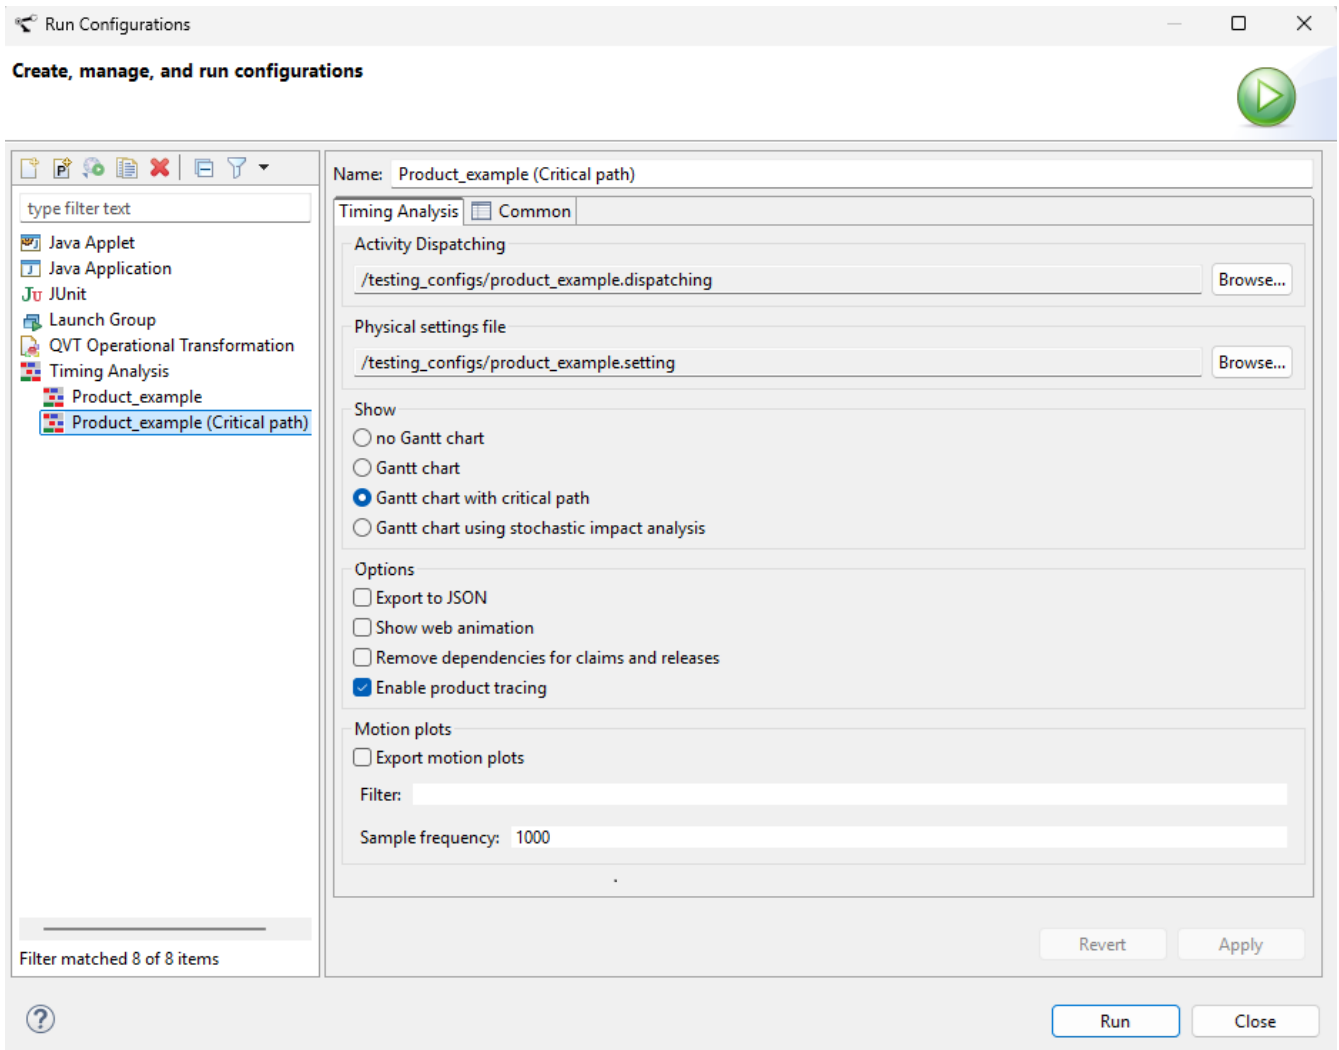 Run Configurations
Create, manage, and run configurations
type filter text
Java Applet
Java Application
JUnit
Launch Group
QVT Operational Transformation
Timing Analysis
Product_example
Product_example (Critical path)
Filter matched 8 of 8 items
Name: Product_example (Critical path)
Timing Analysis Common
Activity Dispatching
/testing_configs/product_example.dispatching Browse...
Physical settings file
/testing_configs/product_example.setting Browse...
Show
no Gantt chart
Gantt chart
Gantt chart with critical path
Gantt chart using stochastic impact analysis
Options
Export to JSON
Show web animation
Remove dependencies for claims and releases
Enable product tracing
Motion plots
Export motion plots
Filter:
Sample frequency: 1000
Revert Apply
Run Close